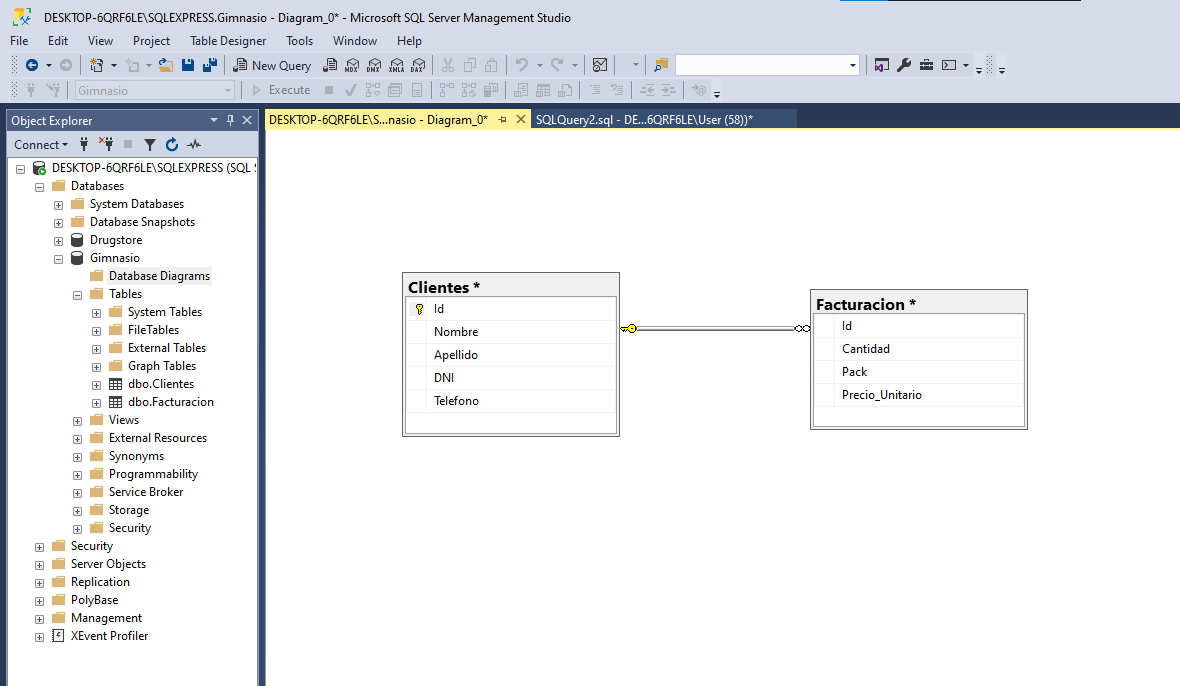 DESKTOP-6QRF6LE\SQLEXPRESS.Gimnasio - Diagram_0* - Microsoft SQL Server Management Studio
File Edit View Project Table Designer Tools Window Help
New Query MDX DMX XMLA DAX
Gimnasio Execute
Object Explorer
DESKTOP-6QRF6LE\S...nasio - Diagram_0* SQLQuery2.sql - DE...6QRF6LE\User (58))*
Connect
DESKTOP-6QRF6LE\SQLEXPRESS (SQL S
Databases
System Databases
Database Snapshots
Drugstore
Gimnasio
Database Diagrams
Tables
System Tables
FileTables
External Tables
Graph Tables
dbo.Clientes
dbo.Facturacion
Views
External Resources
Synonyms
Programmability
Service Broker
Storage
Security
Security
Server Objects
Replication
PolyBase
Management
XEvent Profiler
Clientes *
Id
Nombre
Apellido
DNI
Telefono
Facturacion *
Id
Cantidad
Pack
Precio_Unitario